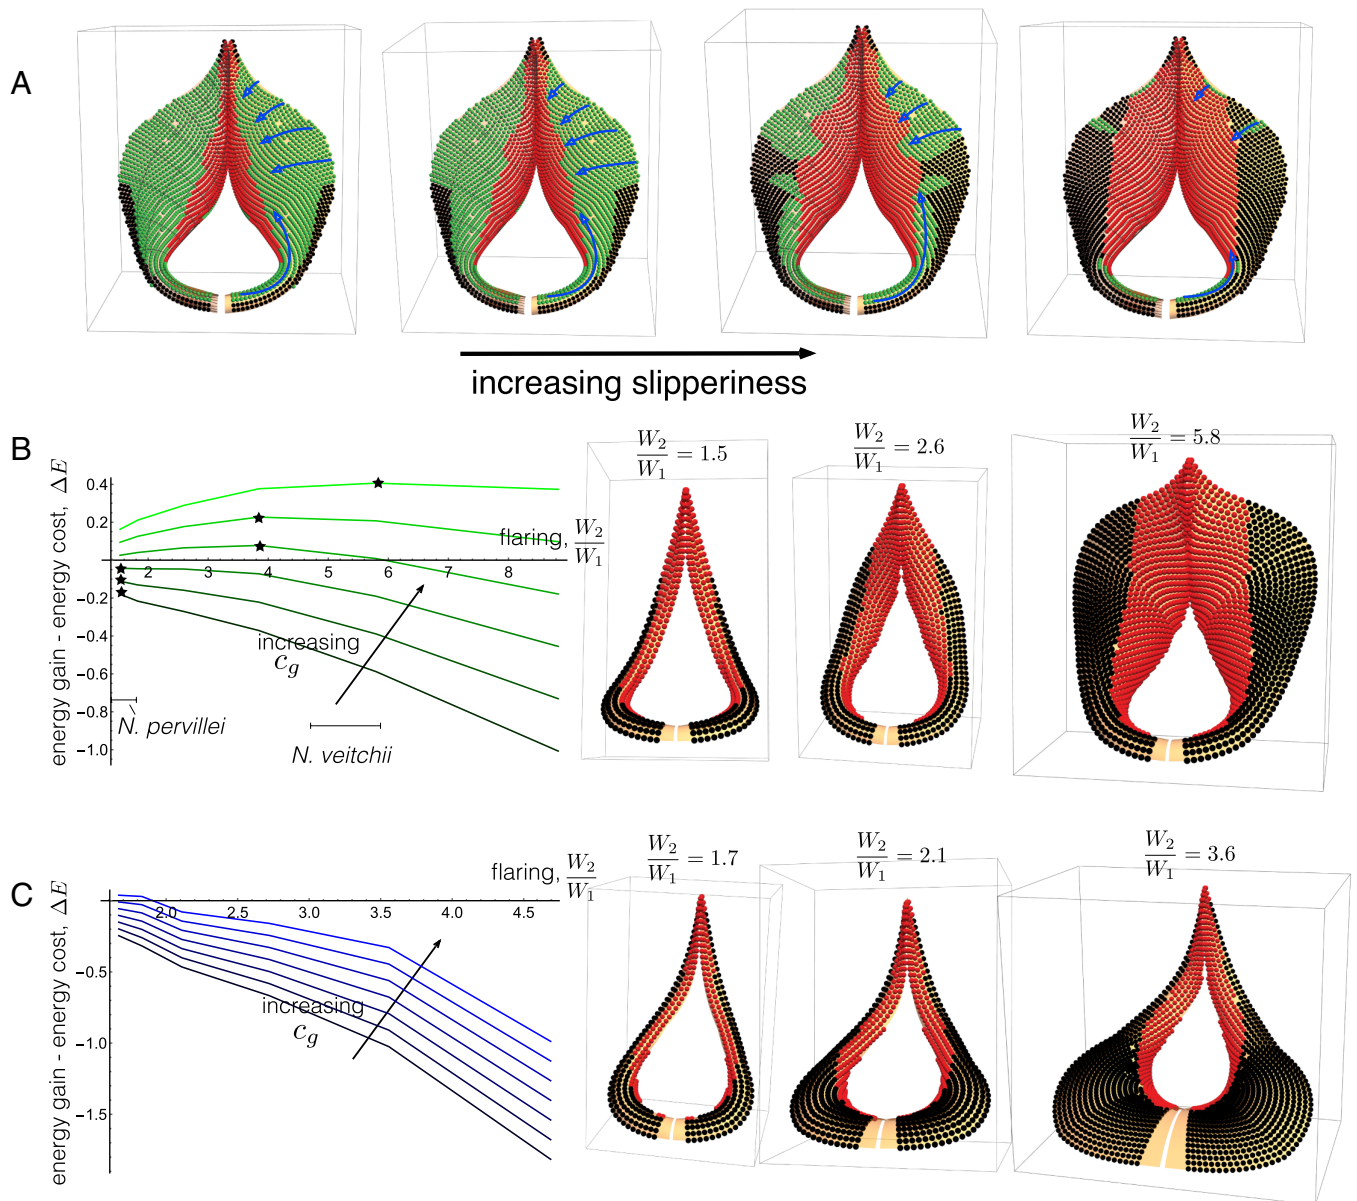 A
increasing slipperiness
B
energy gain - energy cost, ΔE
0.4
0.2
−0.2
−0.4
−0.6
−0.8
−1.0
2 3 4 5 6 7 8
flaring, W₂/W₁
increasing
c_g
N. pervillei
N. veitchii
W₂/W₁ = 1.5
W₂/W₁ = 2.6
W₂/W₁ = 5.8
C
energy gain - energy cost, ΔE
−0.5
−1.0
−1.5
2.0 2.5 3.0 3.5 4.0 4.5
flaring, W₂/W₁
increasing
c_g
W₂/W₁ = 1.7
W₂/W₁ = 2.1
W₂/W₁ = 3.6